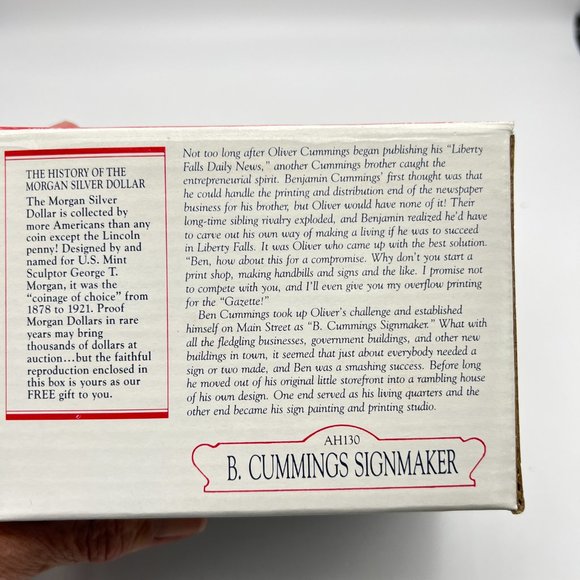 THE HISTORY OF THE
MORGAN SILVER DOLLAR
The Morgan Silver
Dollar is collected by
more Americans than any
coin except the Lincoln
penny! Designed by and
named for U.S. Mint
Sculptor George T.
Morgan, it was the
"coinage of choice" from
1878 to 1921. Proof
Morgan Dollars in rare
years may bring
thousands of dollars at
auction...but the faithful
reproduction enclosed in
this box is yours as our
FREE gift to you.
Not too long after Oliver Cummings began publishing his "Liberty
Falls Daily News," another Cummings brother caught the
entrepreneurial spirit. Benjamin Cummings' first thought was that
he could handle the printing and distribution end of the newspaper
business for his brother, but Oliver would have none of it! Their
long-time sibling rivalry exploded, and Benjamin realized he'd have
to carve out his own way of making a living if he was to succeed
in Liberty Falls. It was Oliver who came up with the best solution.
"Ben, how about this for a compromise. Why don't you start a
print shop, making handbills and signs and the like. I promise not
to compete with you, and I'll even give you my overflow printing
for the "Gazette!"
Ben Cummings took up Oliver's challenge and established
himself on Main Street as "B. Cummings Signmaker." What with
all the fledgling businesses, government buildings, and other new
buildings in town, it seemed that just about everybody needed a
sign or two made, and Ben was a smashing success. Before long
he moved out of his original little storefront into a rambling house
of his own design. One end served as his living quarters and the
other end became his sign painting and printing studio.
AH130
B. CUMMINGS SIGNMAKER